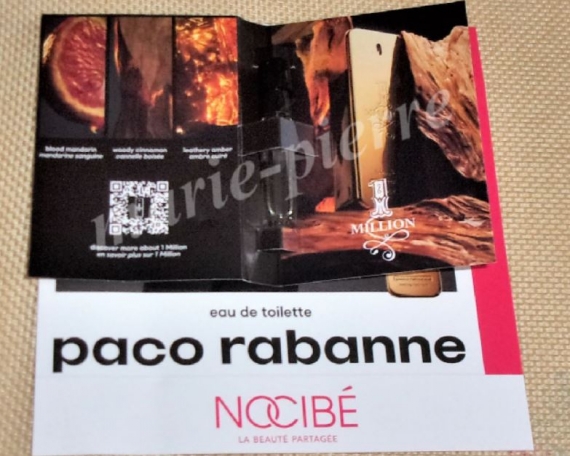 blood mandarin
mandarine sanguine
woody cinnamon
cannelle boisée
leathery amber
ambre cuiré
marie-pierre
discover more about 1 Million
en savoir plus sur 1 Million
1
MILLION
eau de toilette
paco rabanne
NOCIBÉ
LA BEAUTÉ PARTAGÉE